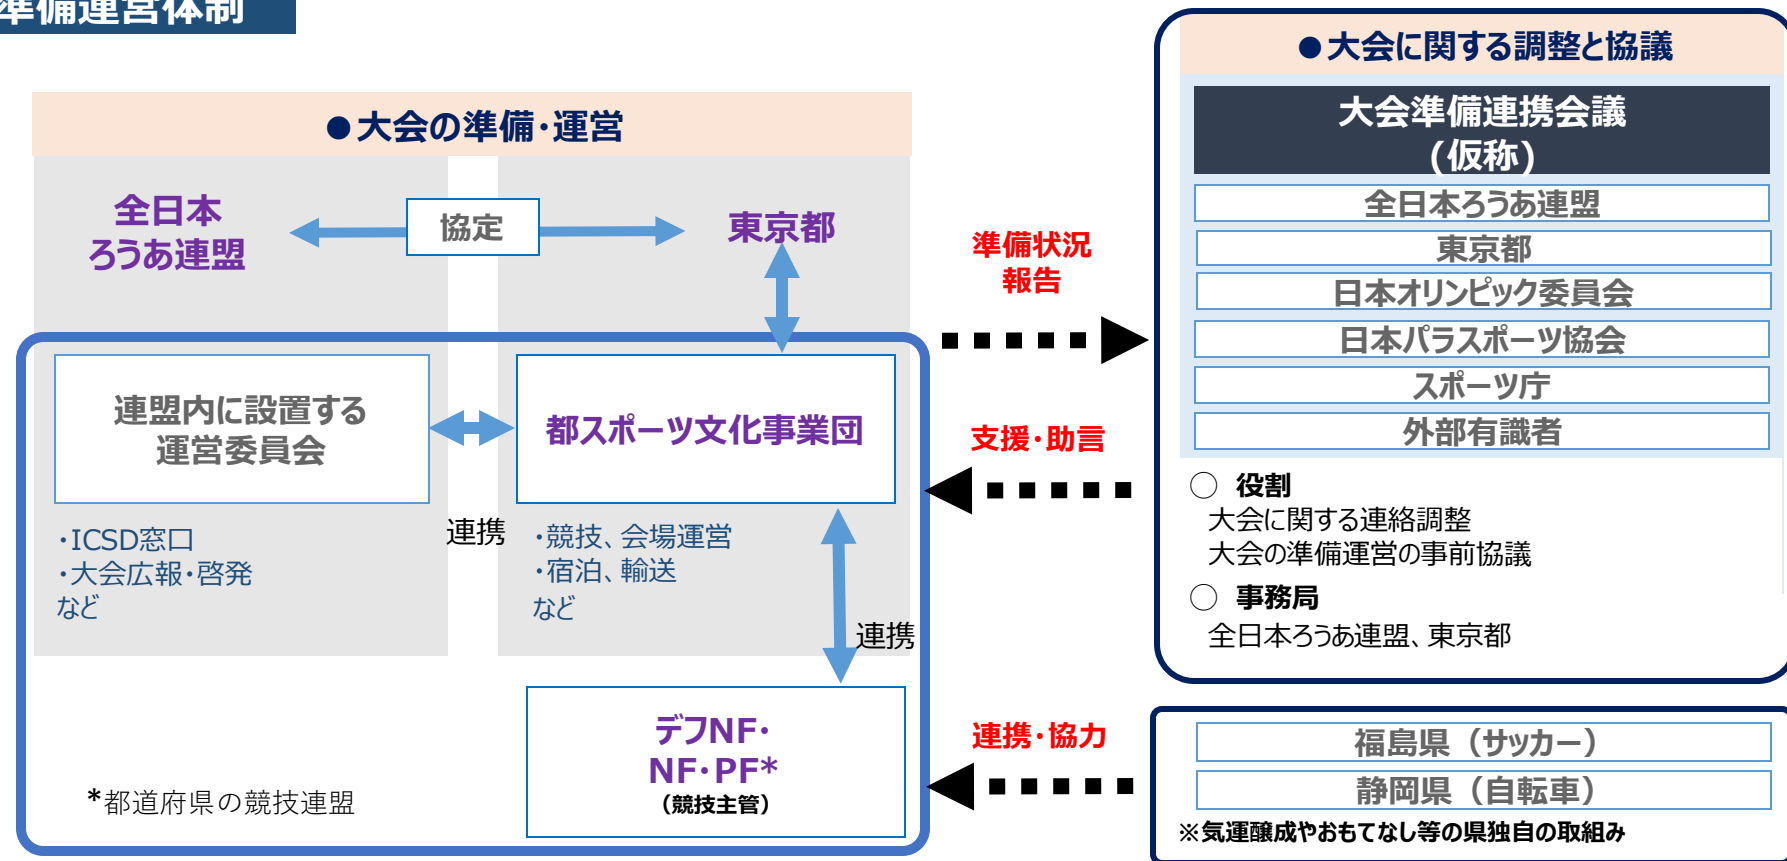 準備運営体制
●大会の準備・運営
全日本
ろうあ連盟
協定
東京都
連盟内に設置する
運営委員会
都スポーツ文化事業団
・ICSD窓口
・大会広報・啓発
など
連携
・競技、会場運営
・宿泊、輸送
など
連携
デフNF・
NF・PF*
（競技主管）
*都道府県の競技連盟
準備状況
報告
支援・助言
連携・協力
●大会に関する調整と協議
大会準備連携会議
（仮称）
全日本ろうあ連盟
東京都
日本オリンピック委員会
日本パラスポーツ協会
スポーツ庁
外部有識者
○ 役割
大会に関する連絡調整
大会の準備運営の事前協議
○ 事務局
全日本ろうあ連盟、東京都
福島県（サッカー）
静岡県（自転車）
※気運醸成やおもてなし等の県独自の取組み